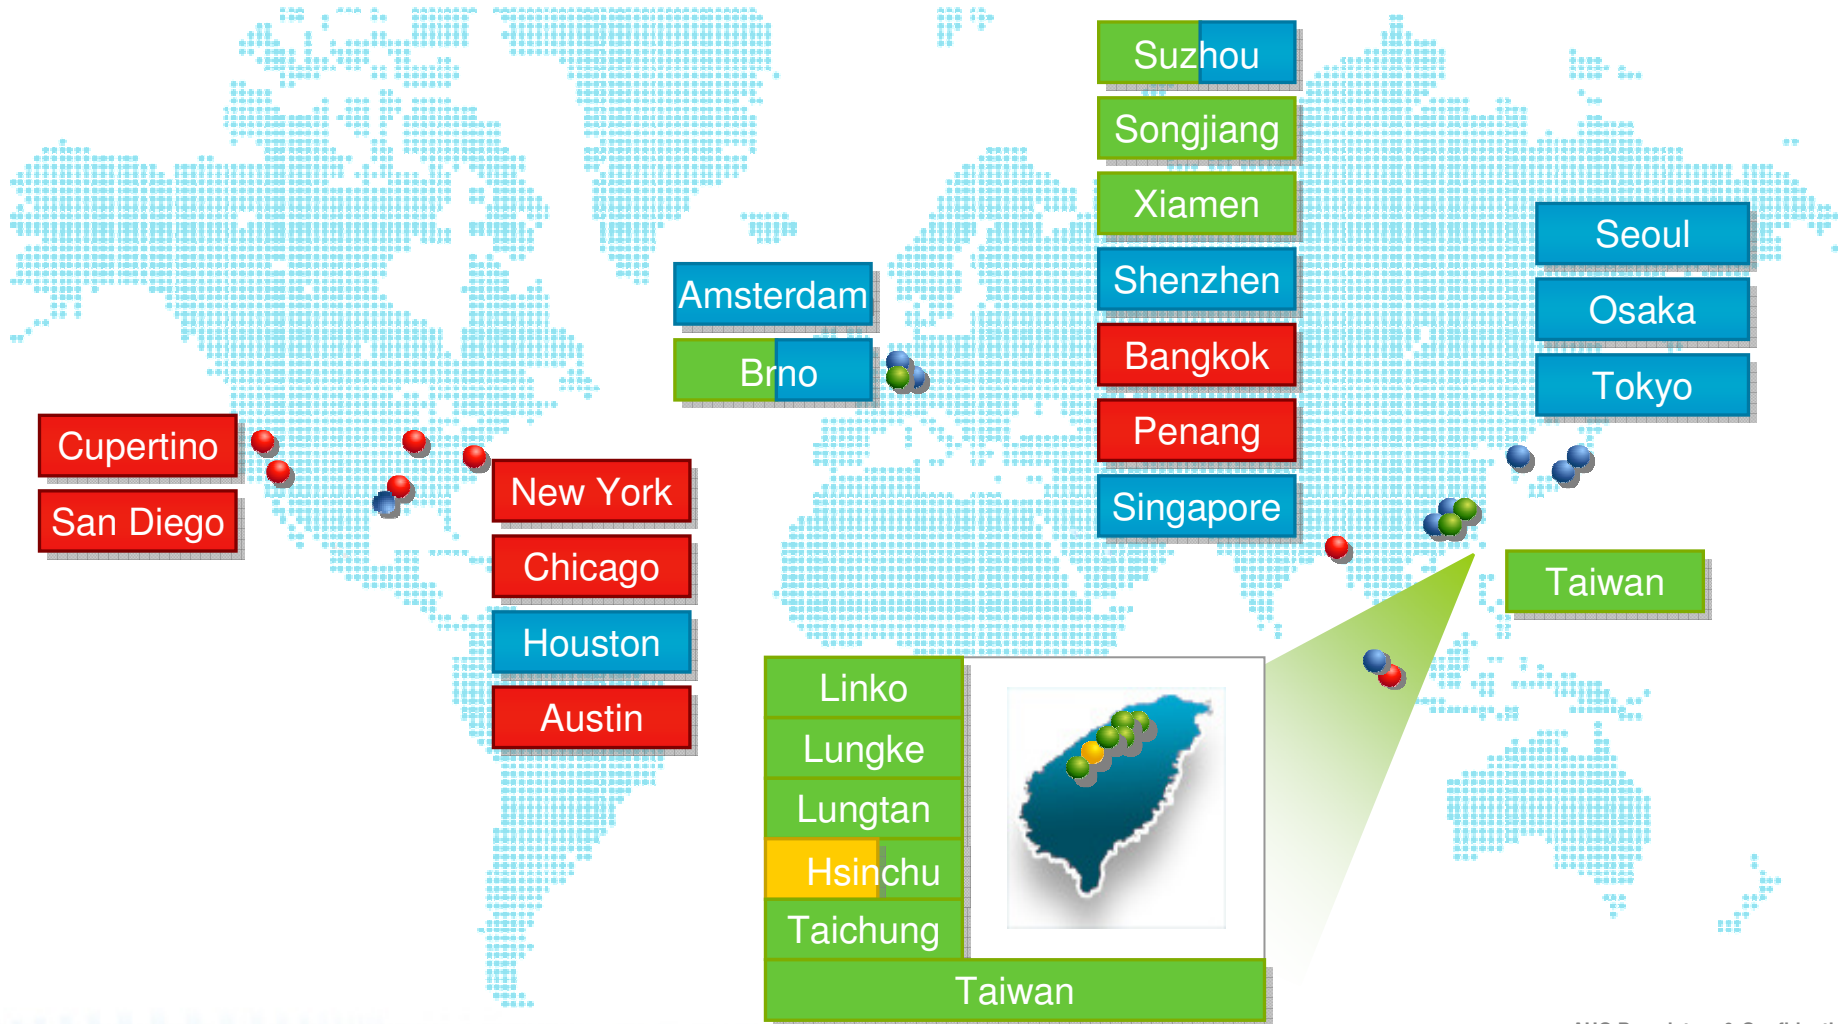 Suzhou
Songjiang
Xiamen
Shenzhen
Bangkok
Penang
Singapore
Seoul
Osaka
Tokyo
Amsterdam
Brno
Cupertino
San Diego
New York
Chicago
Houston
Austin
Taiwan
Linko
Lungke
Lungtan
Hsinchu
Taichung
Taiwan